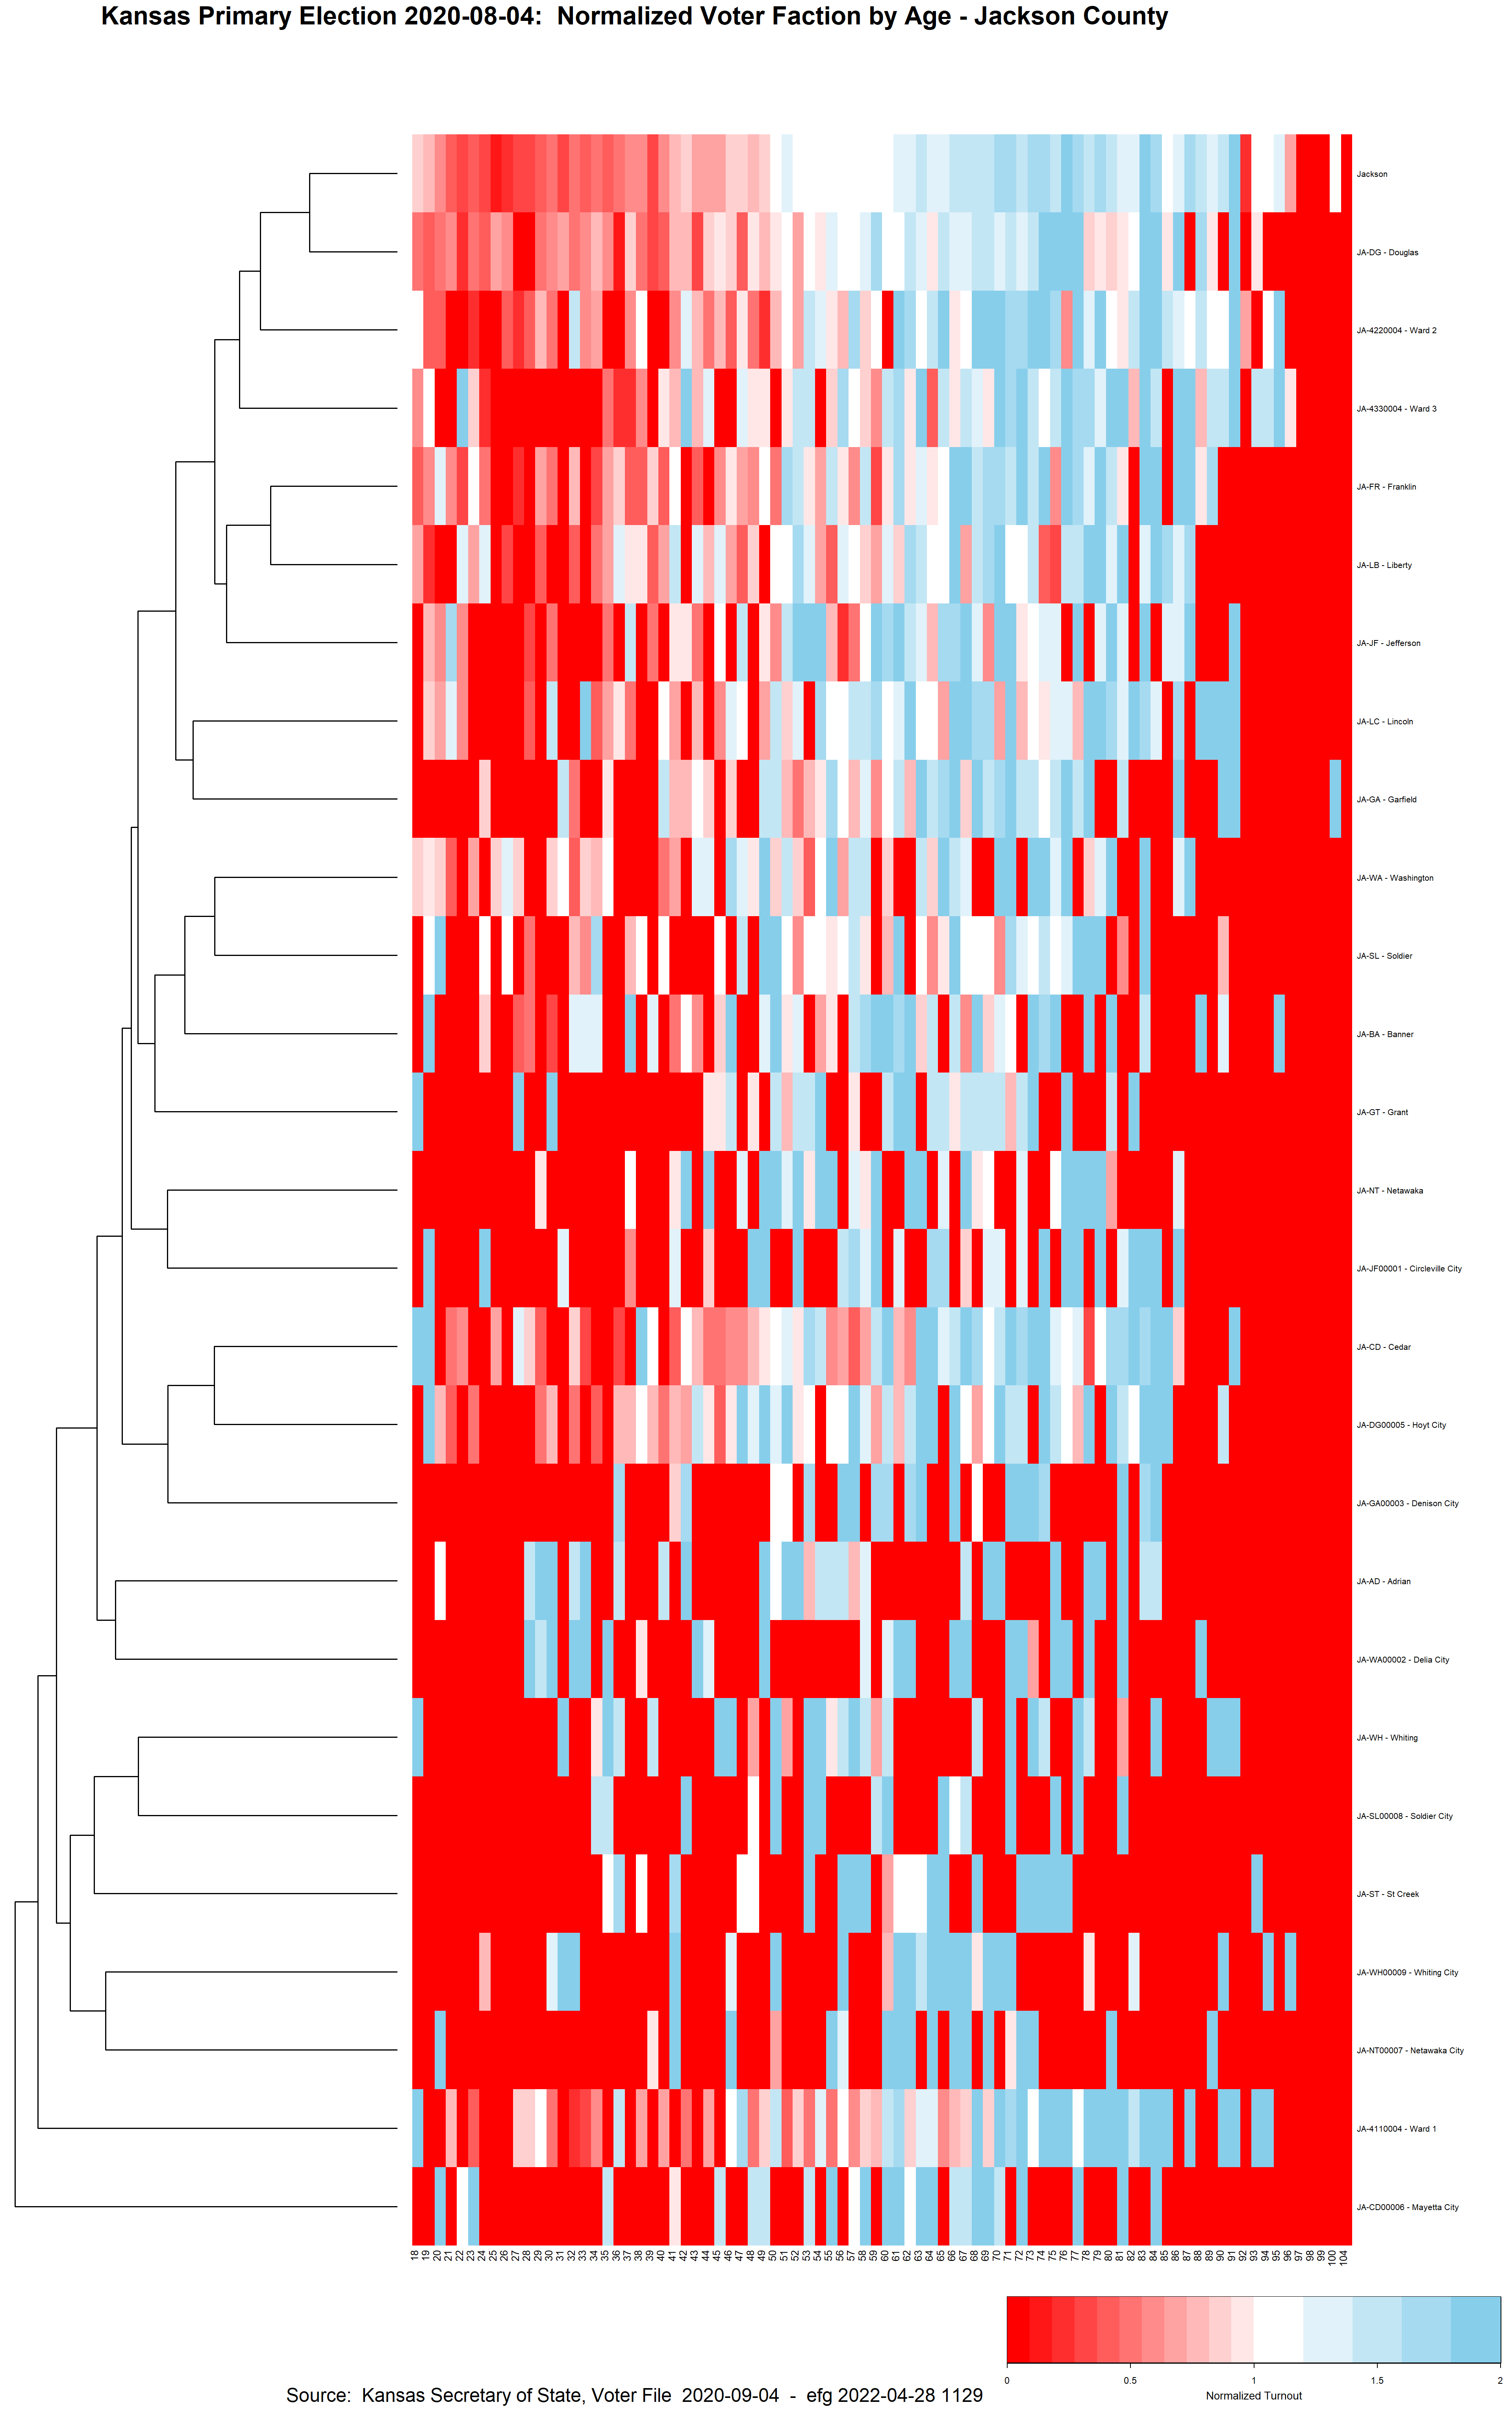 Kansas Primary Election 2020-08-04:  Normalized Voter Faction by Age - Jackson County
Jackson
JA-DG - Douglas
JA-4220004 - Ward 2
JA-4330004 - Ward 3
JA-FR - Franklin
JA-LB - Liberty
JA-JF - Jefferson
JA-LC - Lincoln
JA-GA - Garfield
JA-WA - Washington
JA-SL - Soldier
JA-BA - Banner
JA-GT - Grant
JA-NT - Netawaka
JA-JF00001 - Circleville City
JA-CD - Cedar
JA-DG00005 - Hoyt City
JA-GA00003 - Denison City
JA-AD - Adrian
JA-WA00002 - Delia City
JA-WH - Whiting
JA-SL00008 - Soldier City
JA-ST - St Creek
JA-WH00009 - Whiting City
JA-NT00007 - Netawaka City
JA-4110004 - Ward 1
JA-CD00006 - Mayetta City
18 19 20 21 22 23 24 25 26 27 28 29 30 31 32 33 34 35 36 37 38 39 40 41 42 43 44 45 46 47 48 49 50 51 52 53 54 55 56 57 58 59 60 61 62 63 64 65 66 67 68 69 70 71 72 73 74 75 76 77 78 79 80 81 82 83 84 85 86 87 88 89 90 91 92 93 94 95 96 97 98 99 100 104
0 0.5 1 1.5 2
Normalized Turnout
Source:  Kansas Secretary of State, Voter File  2020-09-04  -  efg 2022-04-28 1129